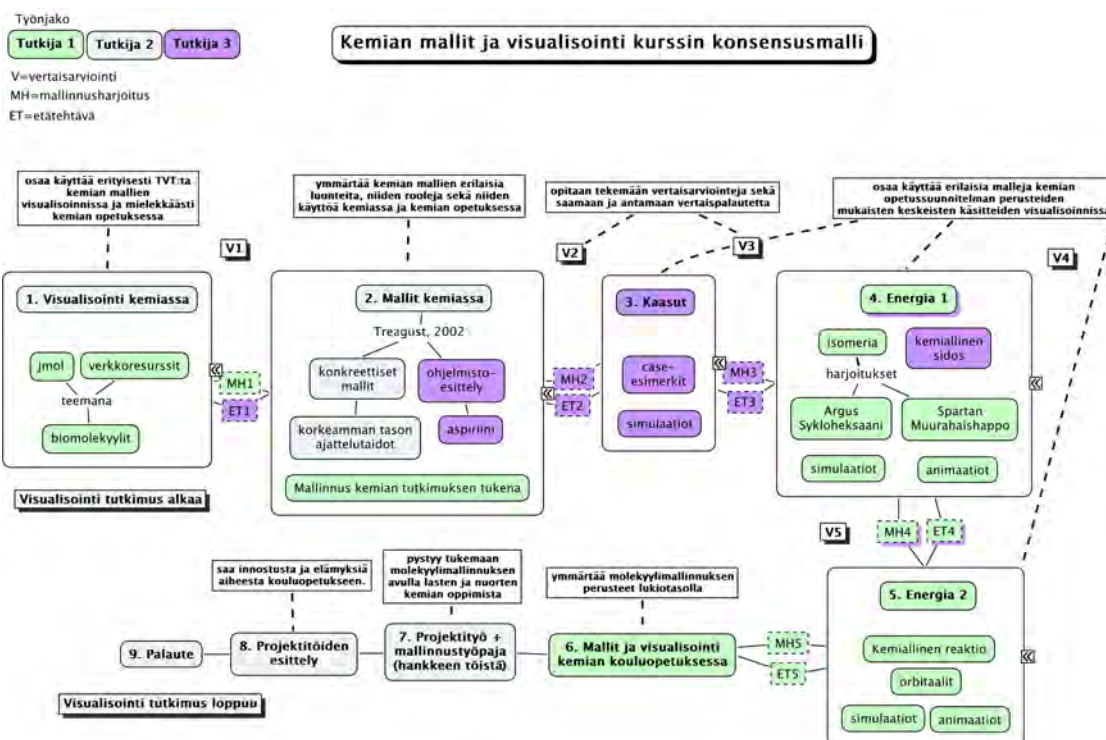 Työnjako
Tutkija 1
Tutkija 2
Tutkija 3
V=vertaisarviointi
MH=mallinnusharjoitus
ET=etätehtävä
Kemian mallit ja visualisointi kurssin konsensusmalli
osaa käyttää erityisesti TVT:ta
kemian mallien
visualisoinnissa ja mielekkäästi
kemian opetuksessa
ymmärtää kemian mallien erilaisia
luonteita, niiden rooleja sekä niiden
käyttöä kemiassa ja kemian opetuksessa
opitaan tekemään vertaisarviointeja sekä
saamaan ja antamaan vertaispalautetta
osaa käyttää erilaisia malleja kemian
opetussuunnitelman perusteiden
mukaisten keskeisten käsitteiden visualisoinnissa
V1
V2
V3
V4
1. Visualisointi kemiassa
jmol
verkkoresurssit
teemana
biomolekyylit
MH1
ET1
2. Mallit kemiassa
Treagust, 2002
konkreettiset
mallit
ohjelmisto-
esittely
korkeamman tason
ajattelutaidot
aspiriini
Mallinnus kemian tutkimuksen tukena
MH2
ET2
3. Kaasut
case-
esimerkit
simulaatiot
MH3
ET3
4. Energia 1
isomeria
kemiallinen
sidos
harjoitukset
Argus
Sykloheksaani
Spartan
Muurahaishappo
simulaatiot
animaatiot
Visualisointi tutkimus alkaa
V5
MH4
ET4
saa innostusta ja elämyksiä
aiheesta kouluopetukseen.
pystyy tukemaan
molekyylimallinnuksen
avulla lasten ja nuorten
kemian oppimista
ymmärtää molekyylimallinnuksen
perusteet lukiotasolla
9. Palaute
8. Projektitöiden
esittely
7. Projektityö +
mallinnustyöpaja
(hankkeen töistä)
6. Mallit ja visualisointi
kemian kouluopetuksessa
MH5
ET5
5. Energia 2
Kemiallinen reaktio
orbitaalit
simulaatiot
animaatiot
Visualisointi tutkimus loppuu